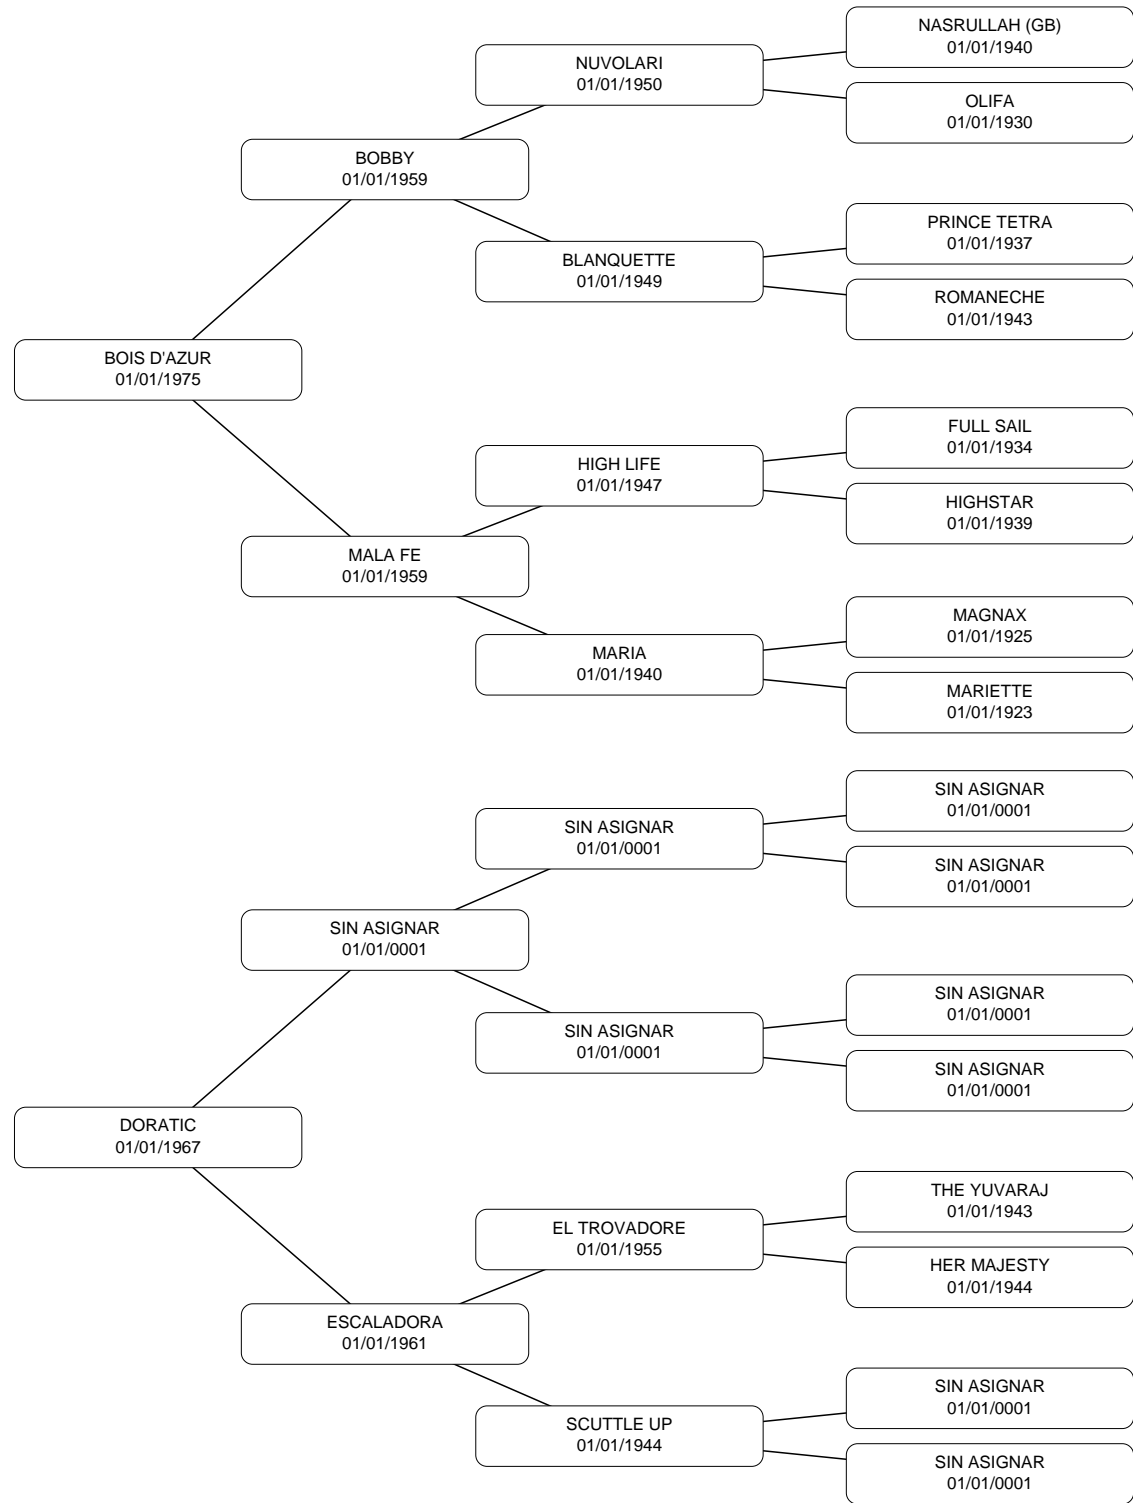 NASRULLAH (GB)
01/01/1940
NUVOLARI
01/01/1950
OLIFA
01/01/1930
BOBBY
01/01/1959
PRINCE TETRA
01/01/1937
BLANQUETTE
01/01/1949
ROMANECHE
01/01/1943
BOIS D'AZUR
01/01/1975
FULL SAIL
01/01/1934
HIGH LIFE
01/01/1947
HIGHSTAR
01/01/1939
MALA FE
01/01/1959
MAGNAX
01/01/1925
MARIA
01/01/1940
MARIETTE
01/01/1923
SIN ASIGNAR
01/01/0001
SIN ASIGNAR
01/01/0001
SIN ASIGNAR
01/01/0001
SIN ASIGNAR
01/01/0001
SIN ASIGNAR
01/01/0001
SIN ASIGNAR
01/01/0001
SIN ASIGNAR
01/01/0001
DORATIC
01/01/1967
THE YUVARAJ
01/01/1943
EL TROVADORE
01/01/1955
HER MAJESTY
01/01/1944
ESCALADORA
01/01/1961
SIN ASIGNAR
01/01/0001
SCUTTLE UP
01/01/1944
SIN ASIGNAR
01/01/0001